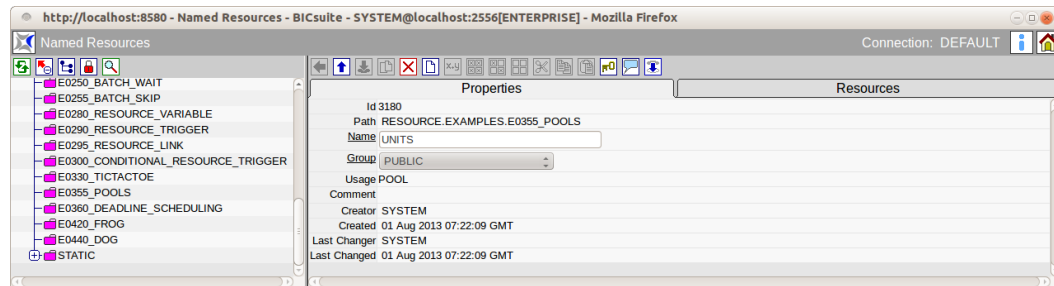 http://localhost:8580 - Named Resources - BICsuite - SYSTEM@localhost:2556[ENTERPRISE] - Mozilla Firefox
Named Resources Connection: DEFAULT
E0250_BATCH_WAIT
E0255_BATCH_SKIP
E0280_RESOURCE_VARIABLE
E0290_RESOURCE_TRIGGER
E0295_RESOURCE_LINK
E0300_CONDITIONAL_RESOURCE_TRIGGER
E0330_TICTACTOE
E0355_POOLS
E0360_DEADLINE_SCHEDULING
E0420_FROG
E0440_DOG
STATIC
Properties Resources
Id 3180
Path RESOURCE.EXAMPLES.E0355_POOLS
Name UNITS
Group PUBLIC
Usage POOL
Comment
Creator SYSTEM
Created 01 Aug 2013 07:22:09 GMT
Last Changer SYSTEM
Last Changed 01 Aug 2013 07:22:09 GMT